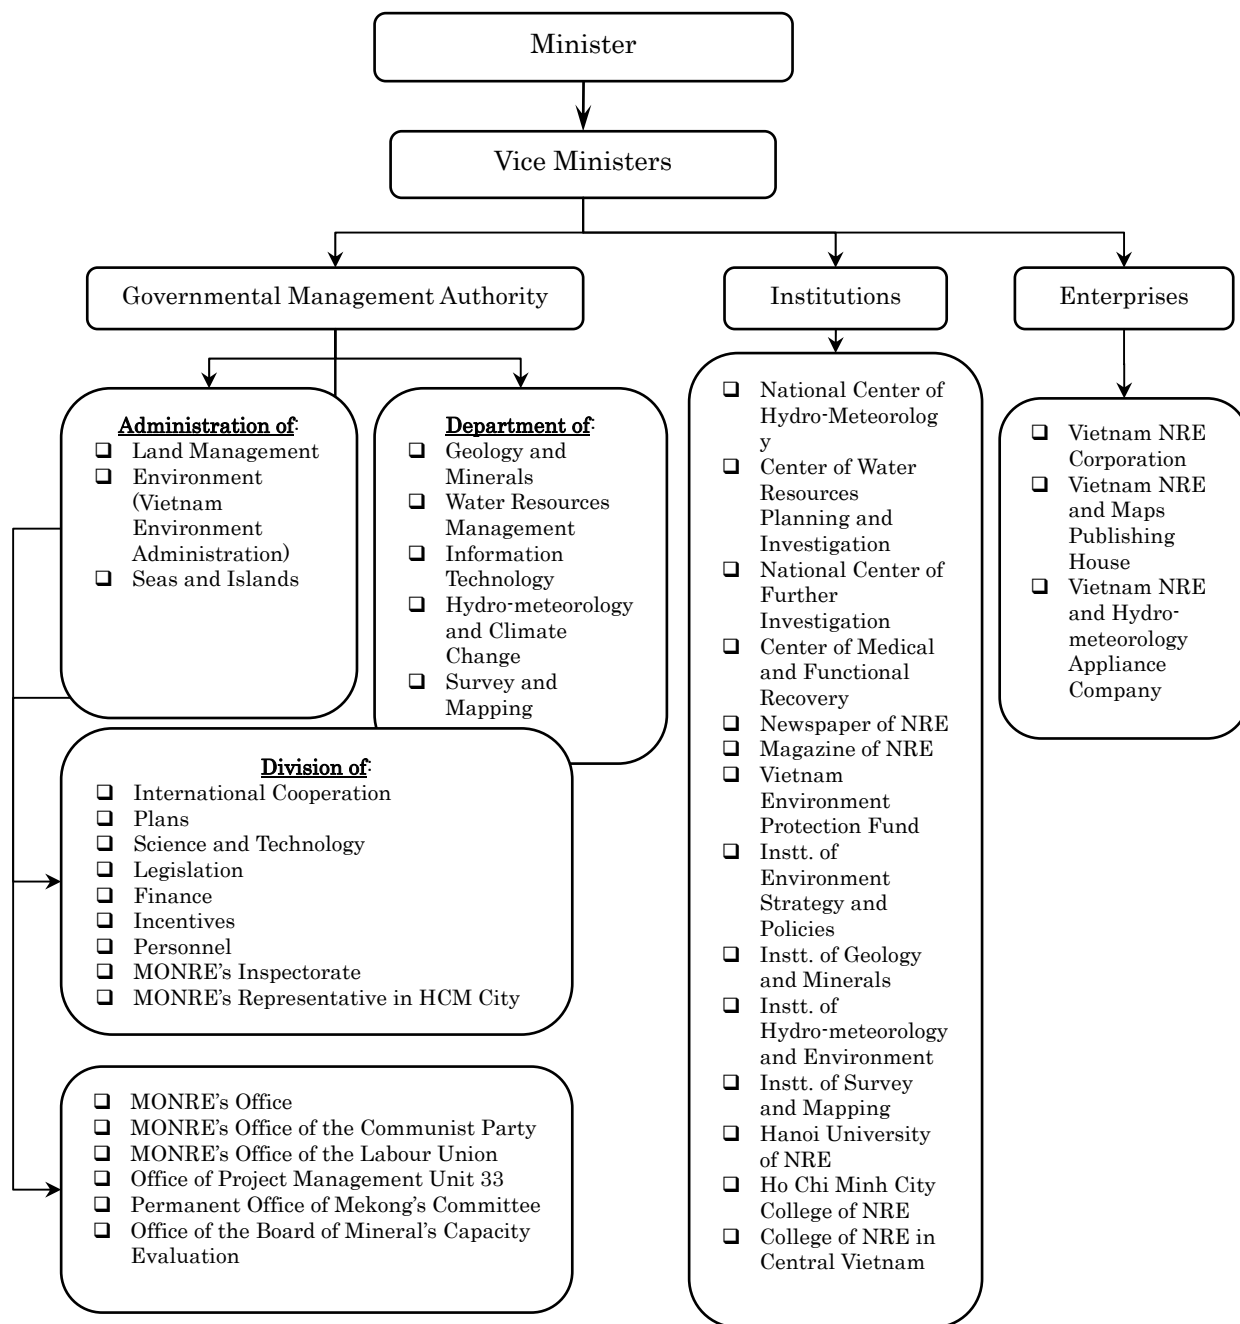 Minister
Vice Ministers
Governmental Management Authority
Institutions
Enterprises
Administration of:
❑ Land Management
❑ Environment
(Vietnam
Environment
Administration)
❑ Seas and Islands
Department of:
❑ Geology and
Minerals
❑ Water Resources
Management
❑ Information
Technology
❑ Hydro-meteorology
and Climate
Change
❑ Survey and
Mapping
Division of:
❑ International Cooperation
❑ Plans
❑ Science and Technology
❑ Legislation
❑ Finance
❑ Incentives
❑ Personnel
❑ MONRE's Inspectorate
❑ MONRE's Representative in HCM City
❑ MONRE's Office
❑ MONRE's Office of the Communist Party
❑ MONRE's Office of the Labour Union
❑ Office of Project Management Unit 33
❑ Permanent Office of Mekong's Committee
❑ Office of the Board of Mineral's Capacity
Evaluation
❑ National Center of
Hydro-Meteorolog
y
❑ Center of Water
Resources
Planning and
Investigation
❑ National Center of
Further
Investigation
❑ Center of Medical
and Functional
Recovery
❑ Newspaper of NRE
❑ Magazine of NRE
❑ Vietnam
Environment
Protection Fund
❑ Instt. of
Environment
Strategy and
Policies
❑ Instt. of Geology
and Minerals
❑ Instt. of
Hydro-meteorology
and Environment
❑ Instt. of Survey
and Mapping
❑ Hanoi University
of NRE
❑ Ho Chi Minh City
College of NRE
❑ College of NRE in
Central Vietnam
❑ Vietnam NRE
Corporation
❑ Vietnam NRE
and Maps
Publishing
House
❑ Vietnam NRE
and Hydro-
meteorology
Appliance
Company